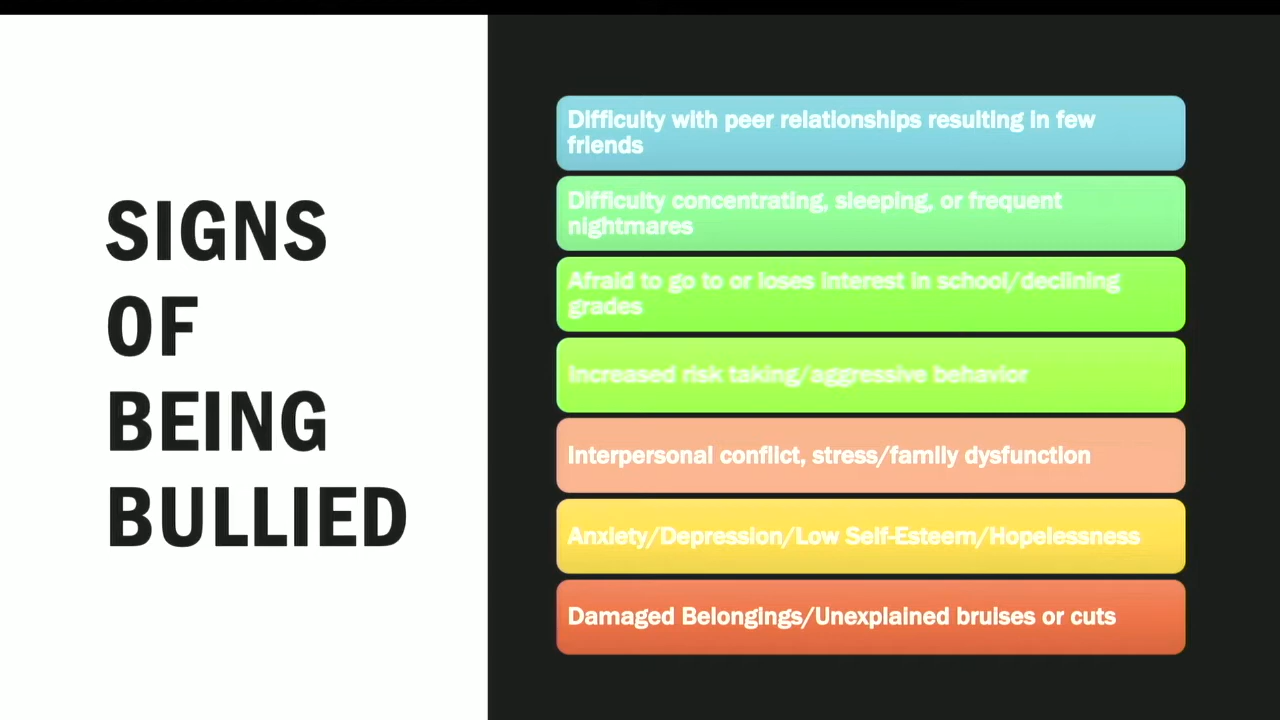 SIGNS
OF
BEING
BULLIED
Difficulty with peer relationships resulting in few
friends
Difficulty concentrating, sleeping, or frequent
nightmares
Afraid to go to or loses interest in school/declining
grades
Increased risk taking/aggressive behavior
Interpersonal conflict, stress/family dysfunction
Anxiety/Depression/Low Self-Esteem/Hopelessness
Damaged Belongings/Unexplained bruises or cuts